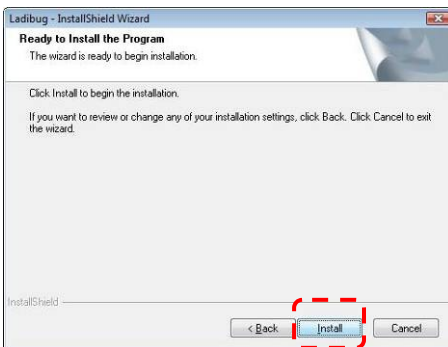 Ladibug - InstallShield Wizard
Ready to Install the Program
The wizard is ready to begin installation.
Click Install to begin the installation.
If you want to review or change any of your installation settings, click Back. Click Cancel to exit
the wizard.
InstallShield
< Back Install Cancel